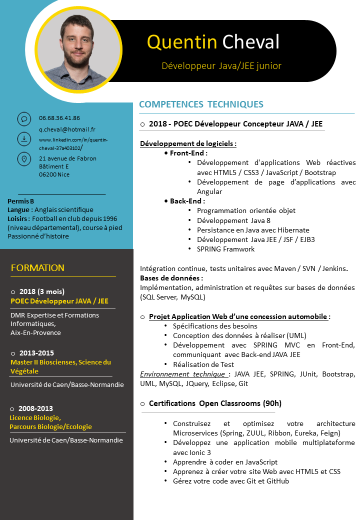 Quentin Cheval
Développeur Java/JEE junior
06.68.56.41.86
q.cheval@hotmail.fr
www.linkedin.com/in/quentin-
cheval-37a403102/
21 avenue de Fabron
Bâtiment E
06200 Nice
Permis B
Langue : Anglais scientifique
Loisirs : Football en club depuis 1996
(niveau départemental), course à pied
Passionné d'histoire
FORMATION
o 2018 (3 mois)
POEC Développeur JAVA / JEE
DMR Expertise et Formations
Informatiques,
Aix-En-Provence
o 2013-2015
Master II Biosciences, Science du
Végétale
Université de Caen/Basse-Normandie
o 2008-2013
Licence Biologie,
Parcours Biologie/Ecologie
Université de Caen/Basse-Normandie
COMPETENCES TECHNIQUES
o 2018 - POEC Développeur Concepteur JAVA / JEE
Développement de logiciels :
• Front-End :
• Développement d'applications Web réactives
avec HTML5 / CSS3 / JavaScript / Bootstrap
• Développement de page d'applications avec
Angular
• Back-End :
• Programmation orientée objet
• Développement Java 8
• Persistance en Java avec Hibernate
• Développement Java JEE / JSF / EJB3
• SPRING Framwork
Intégration continue, tests unitaires avec Maven / SVN / Jenkins.
Bases de données :
Implémentation, administration et requêtes sur bases de données
(SQL Server, MySQL)
o Projet Application Web d'une concession automobile :
• Spécifications des besoins
• Conception des données à réaliser (UML)
• Développement avec SPRING MVC en Front-End,
communiquant avec Back-end JAVA JEE
• Réalisation de Test
Environnement technique : JAVA JEE, SPRING, JUnit, Bootstrap,
UML, MySQL, JQuery, Eclipse, Git
o Certifications Open Classrooms (90h)
• Construisez et optimisez votre architecture
Microservices (Spring, ZUUL, Ribbon, Eureka, Feign)
• Développez une application mobile multiplateforme
avec Ionic 3
• Apprendre à coder en JavaScript
• Apprenez à créer votre site Web avec HTML5 et CSS
• Gérez votre code avec Git et GitHub